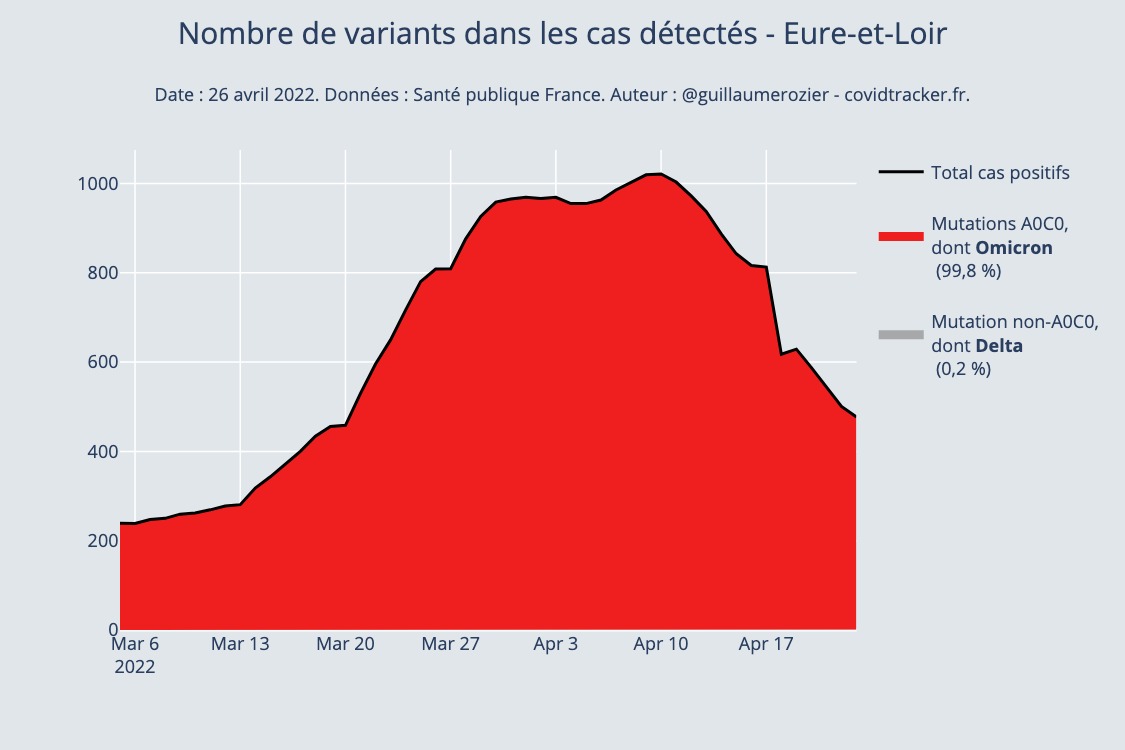 Nombre de variants dans les cas détectés - Eure-et-Loir
Date : 26 avril 2022. Données : Santé publique France. Auteur : @guillaumerozier - covidtracker.fr.
1000
800
600
400
200
0
Mar 6
2022
Mar 13
Mar 20
Mar 27
Apr 3
Apr 10
Apr 17
Total cas positifs
Mutations A0C0,
dont Omicron
(99,8 %)
Mutation non-A0C0,
dont Delta
(0,2 %)